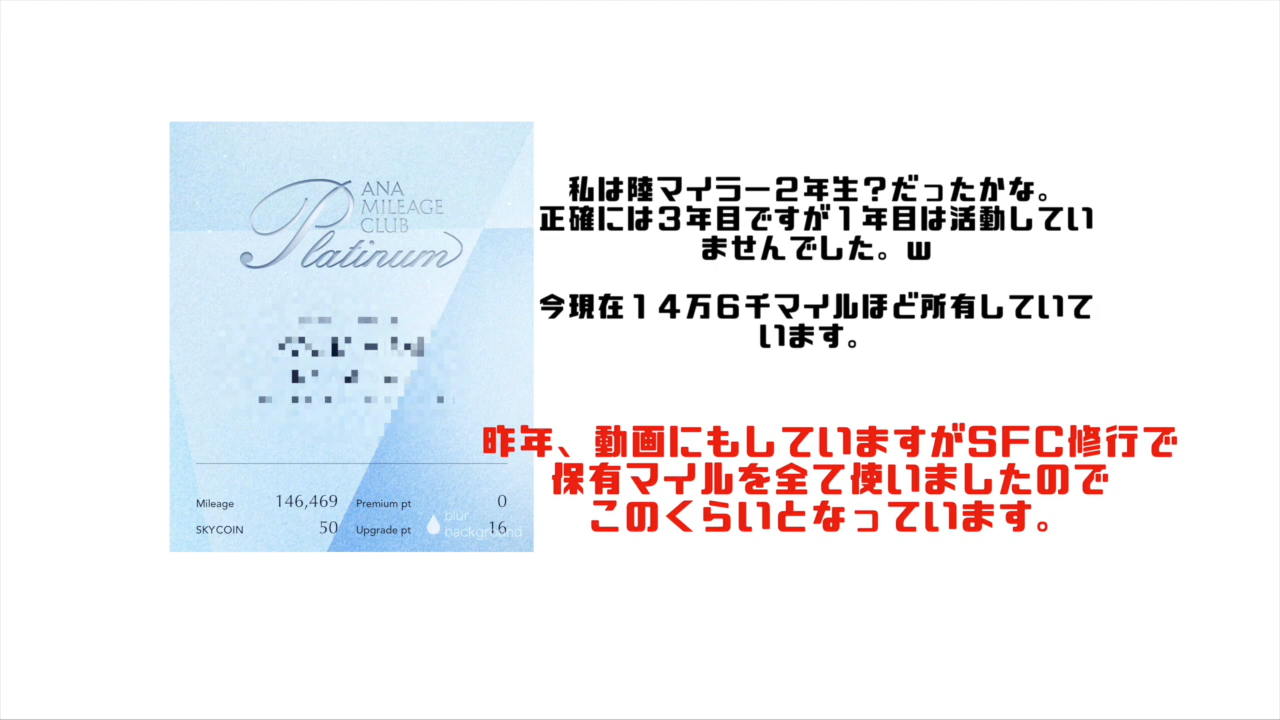 ANA
MILEAGE
CLUB
Platinum
Mileage 146,469 Premium pt 0
SKYCOIN 50 Upgrade pt 16
blur
background
私は陸マイラー２年生？だったかな。
正確には３年目ですが１年目は活動してい
ませんでした。w
今現在１４万６千マイルほど所有していて
います。
昨年、動画にもしていますがSFC修行で
保有マイルを全て使いましたので
このくらいとなっています。